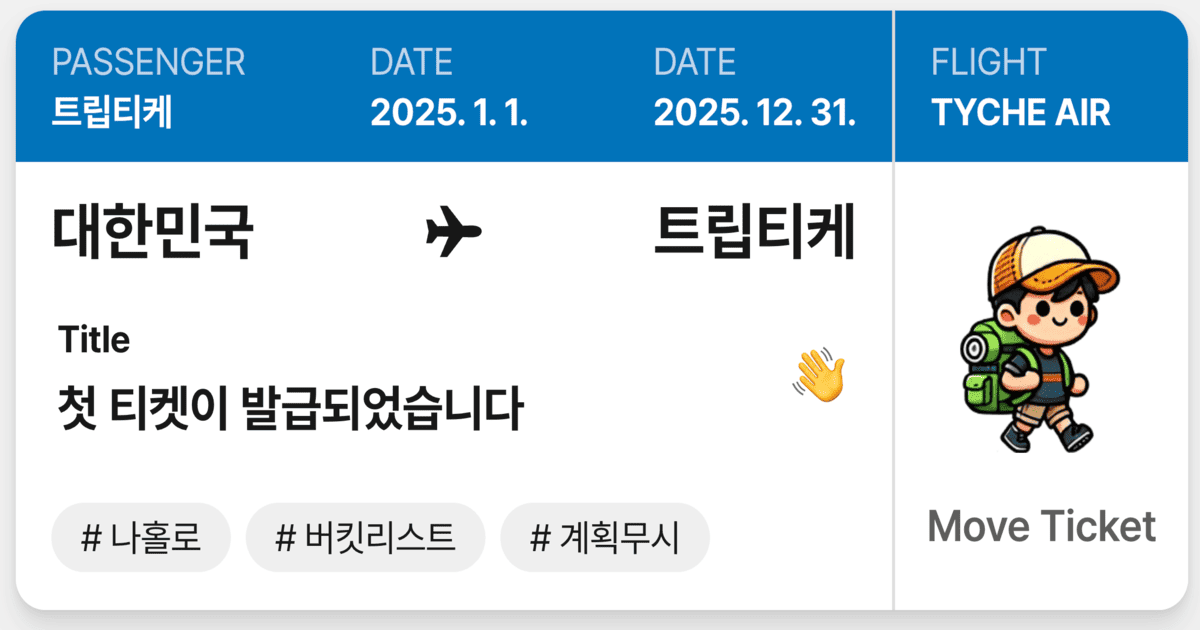 PASSENGER DATE DATE FLIGHT
트립티케 2025. 1. 1. 2025. 12. 31. TYCHE AIR
대한민국 트립티케
Title
첫 티켓이 발급되었습니다
# 나홀로 # 버킷리스트 # 계획무시
Move Ticket